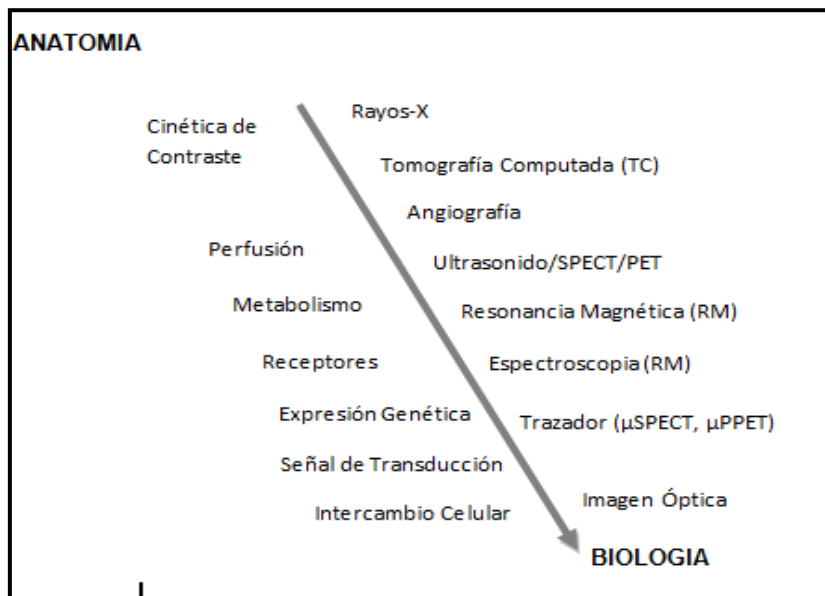 ANATOMIA
Rayos-X
Cinética de
Contraste
Tomografía Computada (TC)
Angiografía
Perfusión
Ultrasonido/SPECT/PET
Metabolismo
Resonancia Magnética (RM)
Receptores
Espectroscopia (RM)
Expresión Genética
Trazador (µSPECT, µPPET)
Señal de Transducción
Imagen Óptica
Intercambio Celular
BIOLOGIA